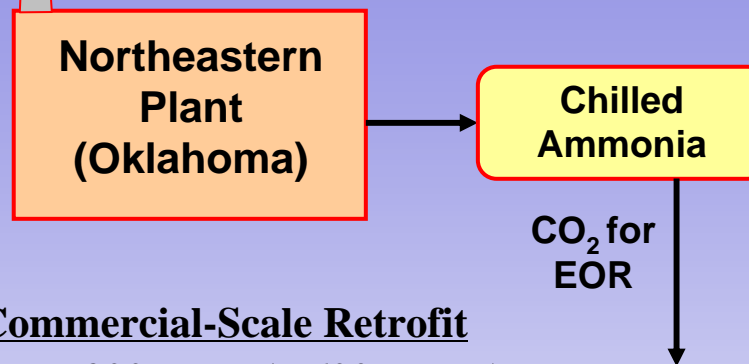 Northeastern
Plant
(Oklahoma)
Chilled
Ammonia
CO₂ for
EOR
Commercial-Scale Retrofit